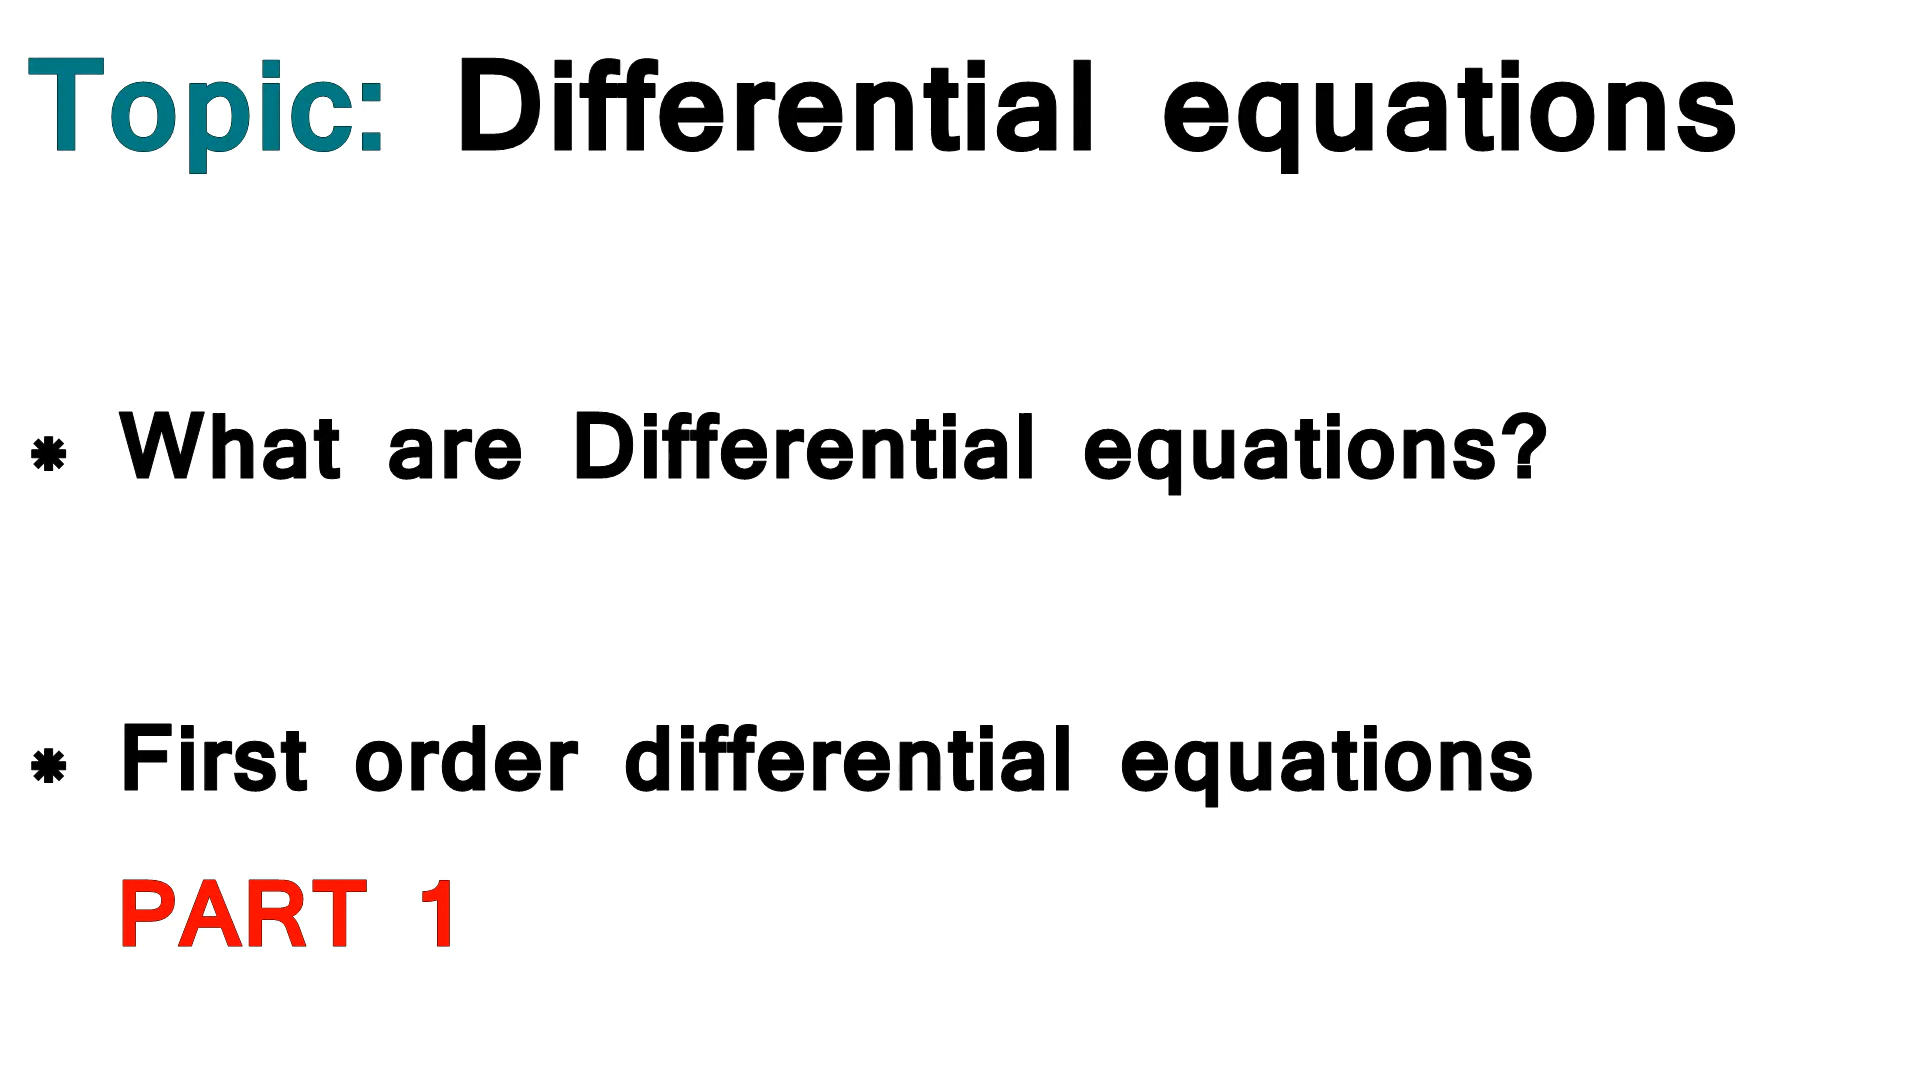 Topic: Differential equations
* What are Differential equations?
* First order differential equations
PART 1